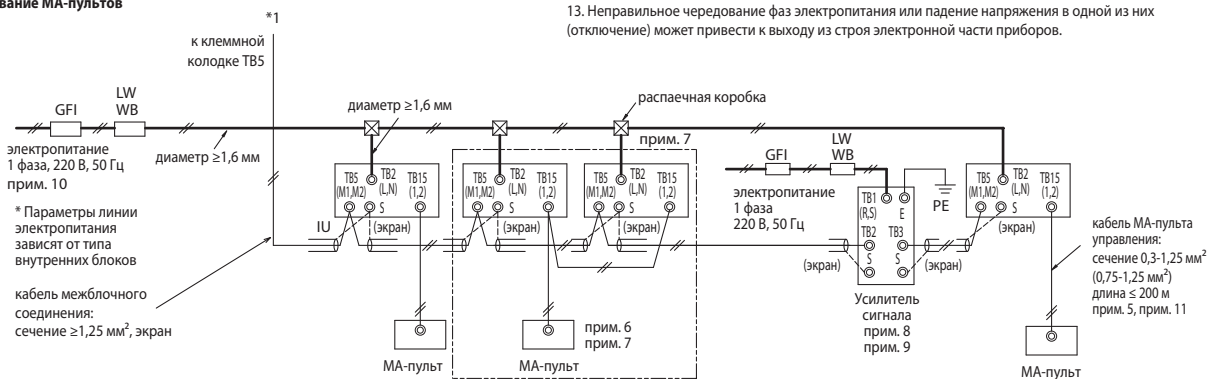 вание МА-пультов
13. Неправильное чередование фаз электропитания или падение напряжения в одной из них
(отключение) может привести к выходу из строя электронной части приборов.
*1
к клеммной
колодке TB5
GFI
LW
WB
диаметр ≥1,6 мм
распаечная коробка
электропитание
1 фаза, 220 В, 50 Гц
прим. 10
диаметр ≥1,6 мм
* Параметры линии
электропитания
зависят от типа
внутренних блоков
кабель межблочного
соединения:
сечение ≥1,25 мм², экран
TB5
(M1,M2)
TB2
(L,N)
TB15
(1,2)
S
IU
(экран)
МА-пульт
прим. 7
TB5
(M1,M2)
TB2
(L,N)
TB15
(1,2)
S
(экран)
TB5
(M1,M2)
TB2
(L,N)
TB15
(1,2)
S
(экран)
прим. 6
прим. 7
МА-пульт
GFI
LW
WB
электропитание
1 фаза
220 В, 50 Гц
TB1
(R,S)
E
PE
TB2
TB3
S
S
(экран)
(экран)
Усилитель
сигнала
прим. 8
прим. 9
TB5
(M1,M2)
TB2
(L,N)
TB15
(1,2)
S
кабель МА-пульта
управления:
сечение 0,3-1,25 мм²
(0,75-1,25 мм²)
длина ≤ 200 м
прим. 5, прим. 11
МА-пульт